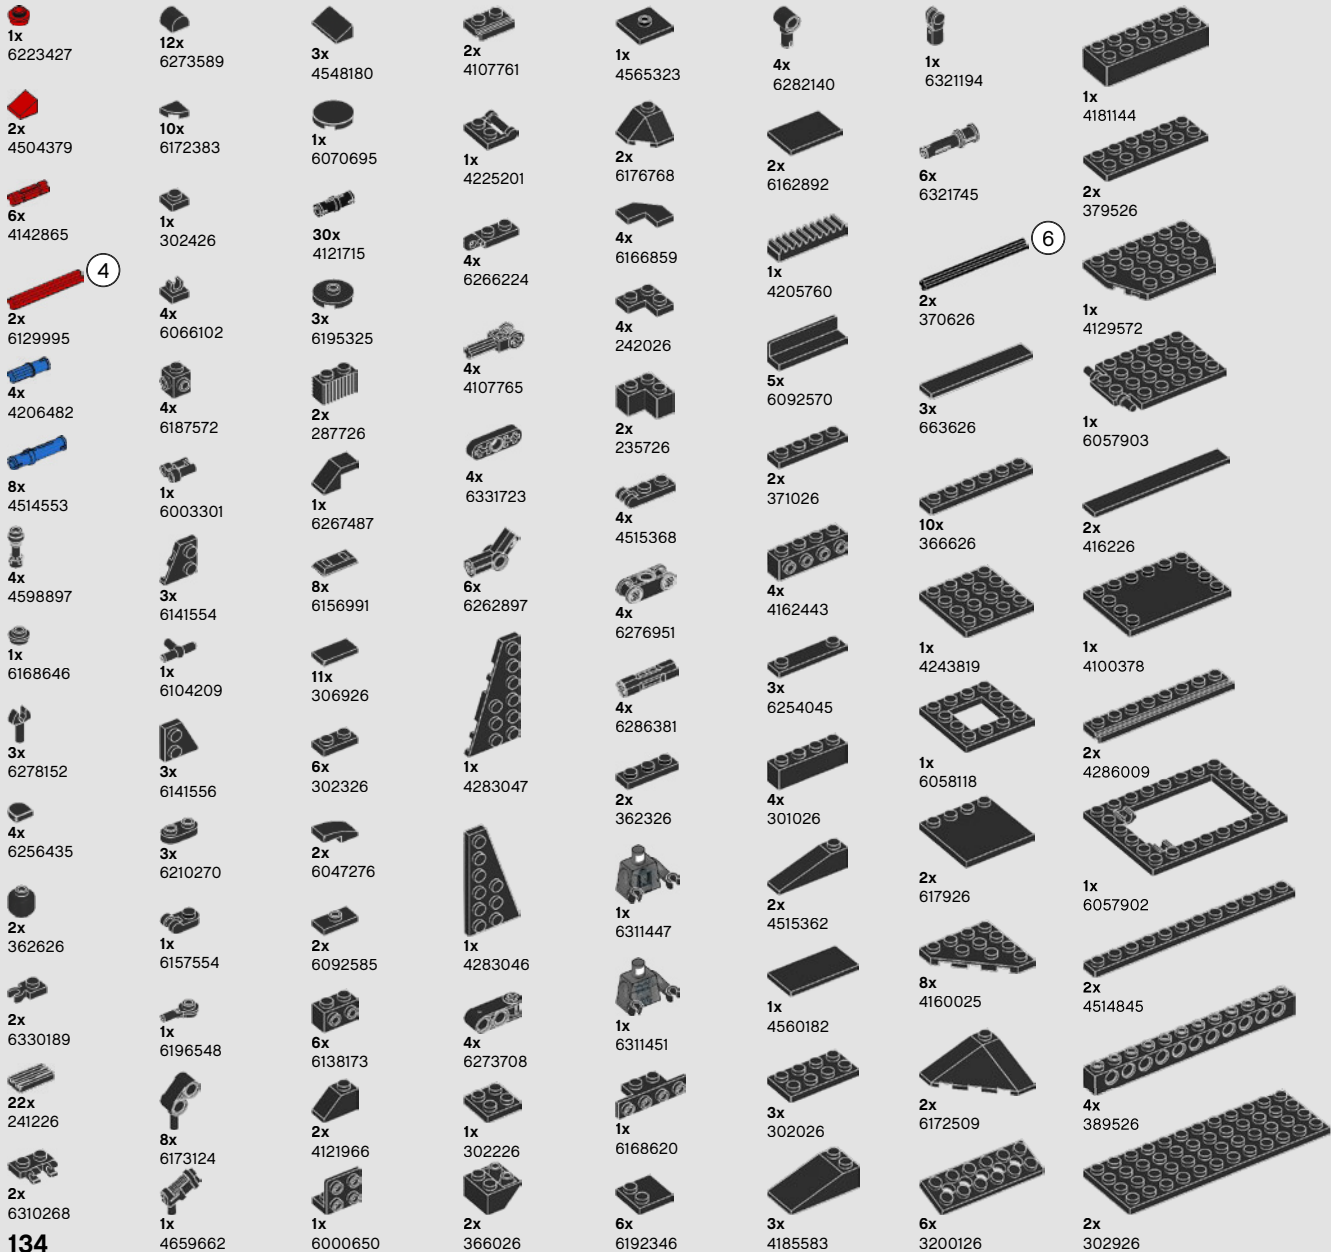 1x
6223427
2x
4504379
6x
4142865
4
2x
6129995
4x
4206482
8x
4514553
4x
4598897
1x
6168646
3x
6278152
4x
6256435
2x
362626
2x
6330189
22x
241226
2x
6310268
134
12x
6273589
10x
6172383
1x
302426
4x
6066102
4x
6187572
1x
6003301
3x
6141554
1x
6104209
3x
6141556
3x
6210270
1x
6157554
1x
6196548
8x
6173124
1x
4659662
3x
4548180
1x
6070695
30x
4121715
3x
6195325
2x
287726
1x
6267487
8x
6156991
11x
306926
6x
302326
2x
6047276
2x
6092585
6x
6138173
2x
4121966
1x
6000650
2x
4107761
1x
4225201
4x
6266224
4x
4107765
4x
6331723
6x
6262897
1x
4283047
1x
4283046
4x
6273708
1x
302226
2x
366026
1x
4565323
2x
6176768
4x
6166859
4x
242026
2x
235726
4x
4515368
4x
6276951
4x
6286381
2x
362326
1x
6311447
1x
6311451
1x
6168620
6x
6192346
4x
6282140
2x
6162892
1x
4205760
5x
6092570
2x
371026
4x
4162443
3x
6254045
4x
301026
2x
4515362
1x
4560182
3x
302026
3x
4185583
1x
6321194
6x
6321745
6
2x
370626
3x
663626
10x
366626
1x
4243819
1x
6058118
2x
617926
8x
4160025
2x
6172509
6x
3200126
1x
4181144
2x
379526
1x
4129572
1x
6057903
2x
416226
1x
4100378
2x
4286009
1x
6057902
2x
4514845
4x
389526
2x
302926